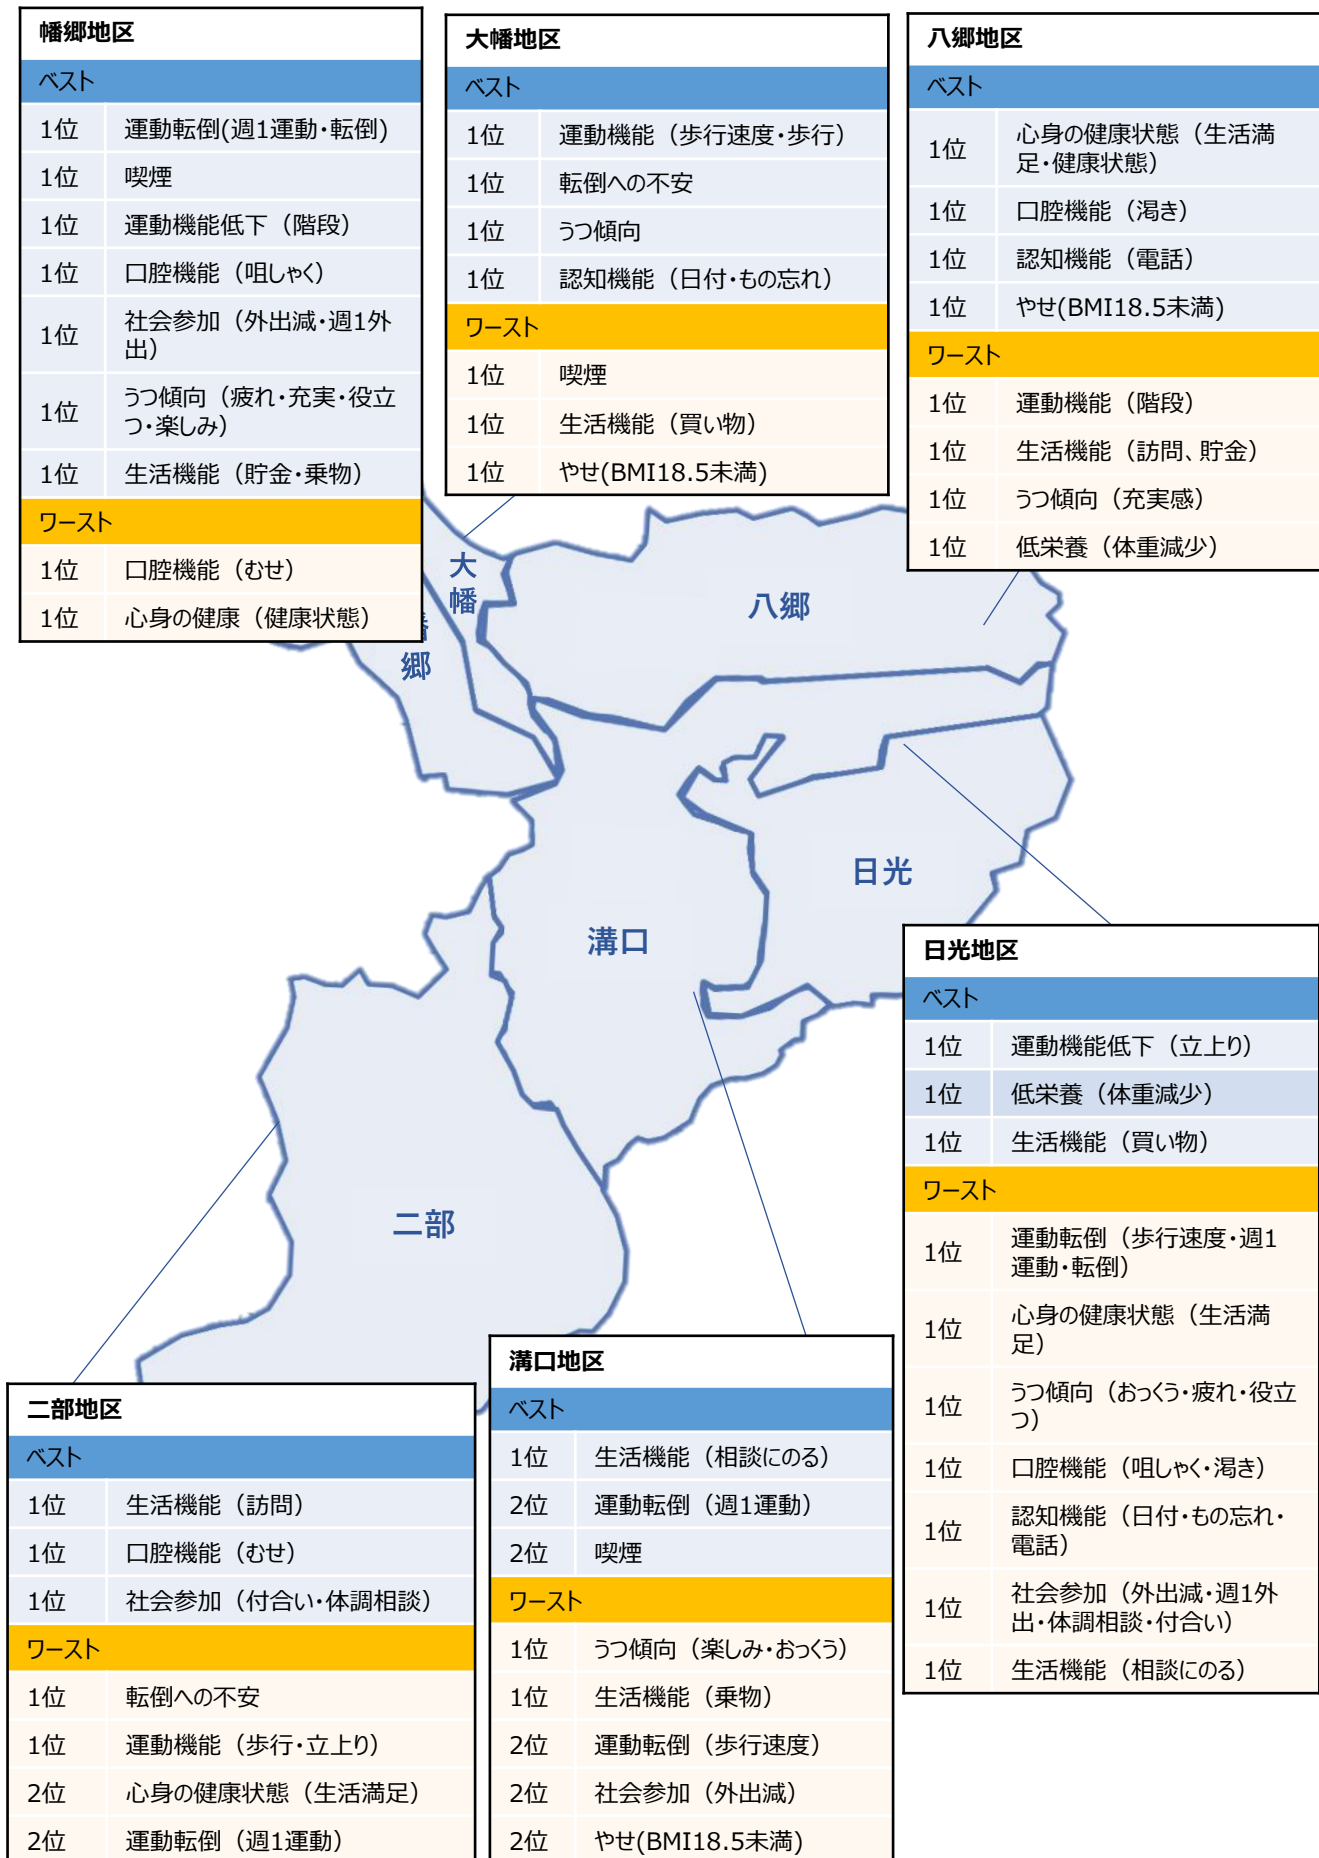 幡郷地区
ベスト
1位 運動転倒(週1運動・転倒)
1位 喫煙
1位 運動機能低下（階段）
1位 口腔機能（咀しゃく）
1位 社会参加（外出減・週1外
出）
1位 うつ傾向（疲れ・充実・役立
つ・楽しみ）
1位 生活機能（貯金・乗物）
ワースト
1位 口腔機能（むせ）
1位 心身の健康（健康状態）
大幡地区
ベスト
1位 運動機能（歩行速度・歩行）
1位 転倒への不安
1位 うつ傾向
1位 認知機能（日付・もの忘れ）
ワースト
1位 喫煙
1位 生活機能（買い物）
1位 やせ(BMI18.5未満)
八郷地区
ベスト
1位 心身の健康状態（生活満
足・健康状態）
1位 口腔機能（渇き）
1位 認知機能（電話）
1位 やせ(BMI18.5未満)
ワースト
1位 運動機能（階段）
1位 生活機能（訪問、貯金）
1位 うつ傾向（充実感）
1位 低栄養（体重減少）
大
幡
郷
八郷
日光
溝口
二部
日光地区
ベスト
1位 運動機能低下（立上り）
1位 低栄養（体重減少）
1位 生活機能（買い物）
ワースト
1位 運動転倒（歩行速度・週1
運動・転倒）
1位 心身の健康状態（生活満
足）
1位 うつ傾向（おっくう・疲れ・役立
つ）
1位 口腔機能（咀しゃく・渇き）
1位 認知機能（日付・もの忘れ・
電話）
1位 社会参加（外出減・週1外
出・体調相談・付合い）
1位 生活機能（相談にのる）
二部地区
ベスト
1位 生活機能（訪問）
1位 口腔機能（むせ）
1位 社会参加（付合い・体調相談）
ワースト
1位 転倒への不安
1位 運動機能（歩行・立上り）
2位 心身の健康状態（生活満足）
2位 運動転倒（週1運動）
溝口地区
ベスト
1位 生活機能（相談にのる）
2位 運動転倒（週1運動）
2位 喫煙
ワースト
1位 うつ傾向（楽しみ・おっくう）
1位 生活機能（乗物）
2位 運動転倒（歩行速度）
2位 社会参加（外出減）
2位 やせ(BMI18.5未満)